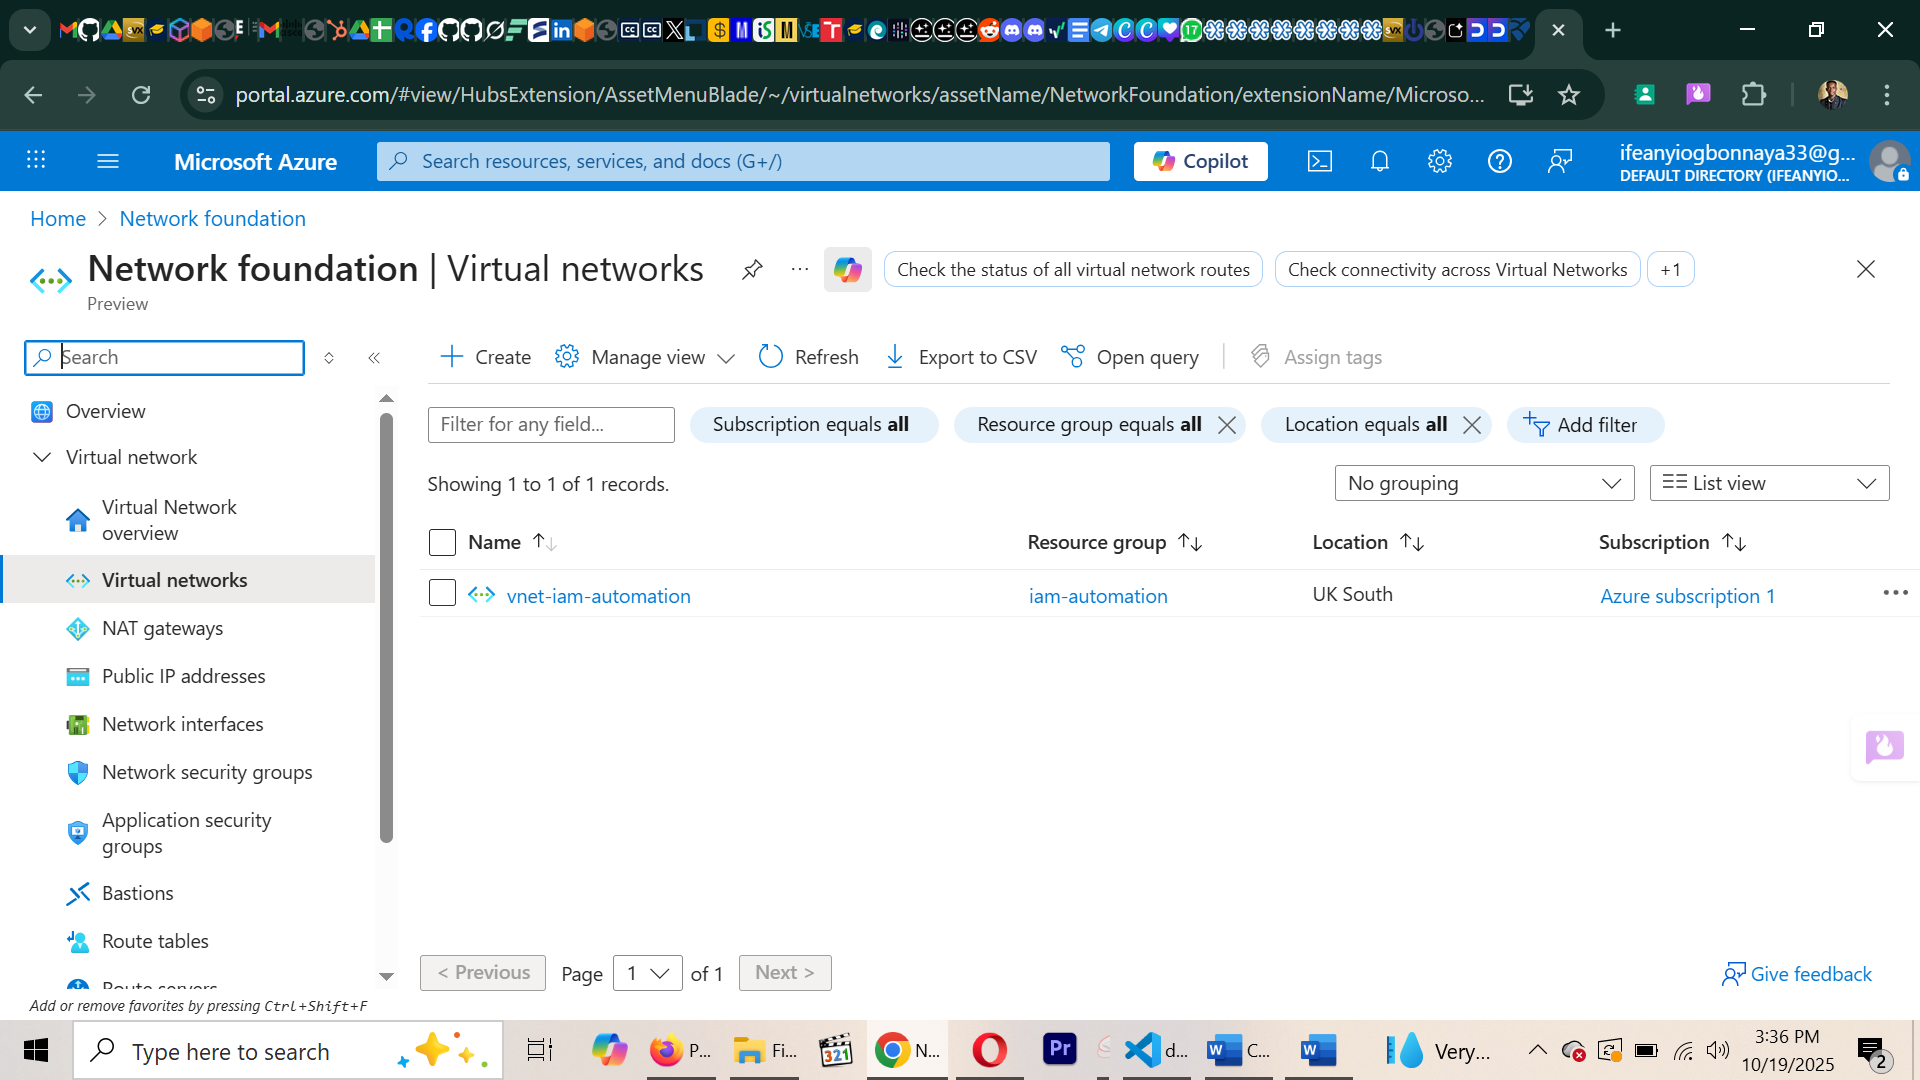 portal.azure.com/#view/HubsExtension/AssetMenuBlade/~/virtualnetworks/assetName/NetworkFoundation/extensionName/Microso...
Microsoft Azure
Search resources, services, and docs (G+/)
Copilot
ifeanyiogbonnaya33@g...
DEFAULT DIRECTORY (IFEANYIO...
Home > Network foundation
Network foundation | Virtual networks
Preview
Check the status of all virtual network routes
Check connectivity across Virtual Networks
+1
Search
Create
Manage view
Refresh
Export to CSV
Open query
Assign tags
Overview
Virtual network
Virtual Network
overview
Virtual networks
NAT gateways
Public IP addresses
Network interfaces
Network security groups
Application security
groups
Bastions
Route tables
Route servers
Add or remove favorites by pressing Ctrl+Shift+F
Filter for any field...
Subscription equals all
Resource group equals all
Location equals all
Add filter
Showing 1 to 1 of 1 records.
No grouping
List view
Name
Resource group
Location
Subscription
vnet-iam-automation
iam-automation
UK South
Azure subscription 1
< Previous
Page 1 of 1
Next >
Give feedback
Type here to search
P...
Fi...
N...
d...
C...
Very...
3:36 PM
10/19/2025
2